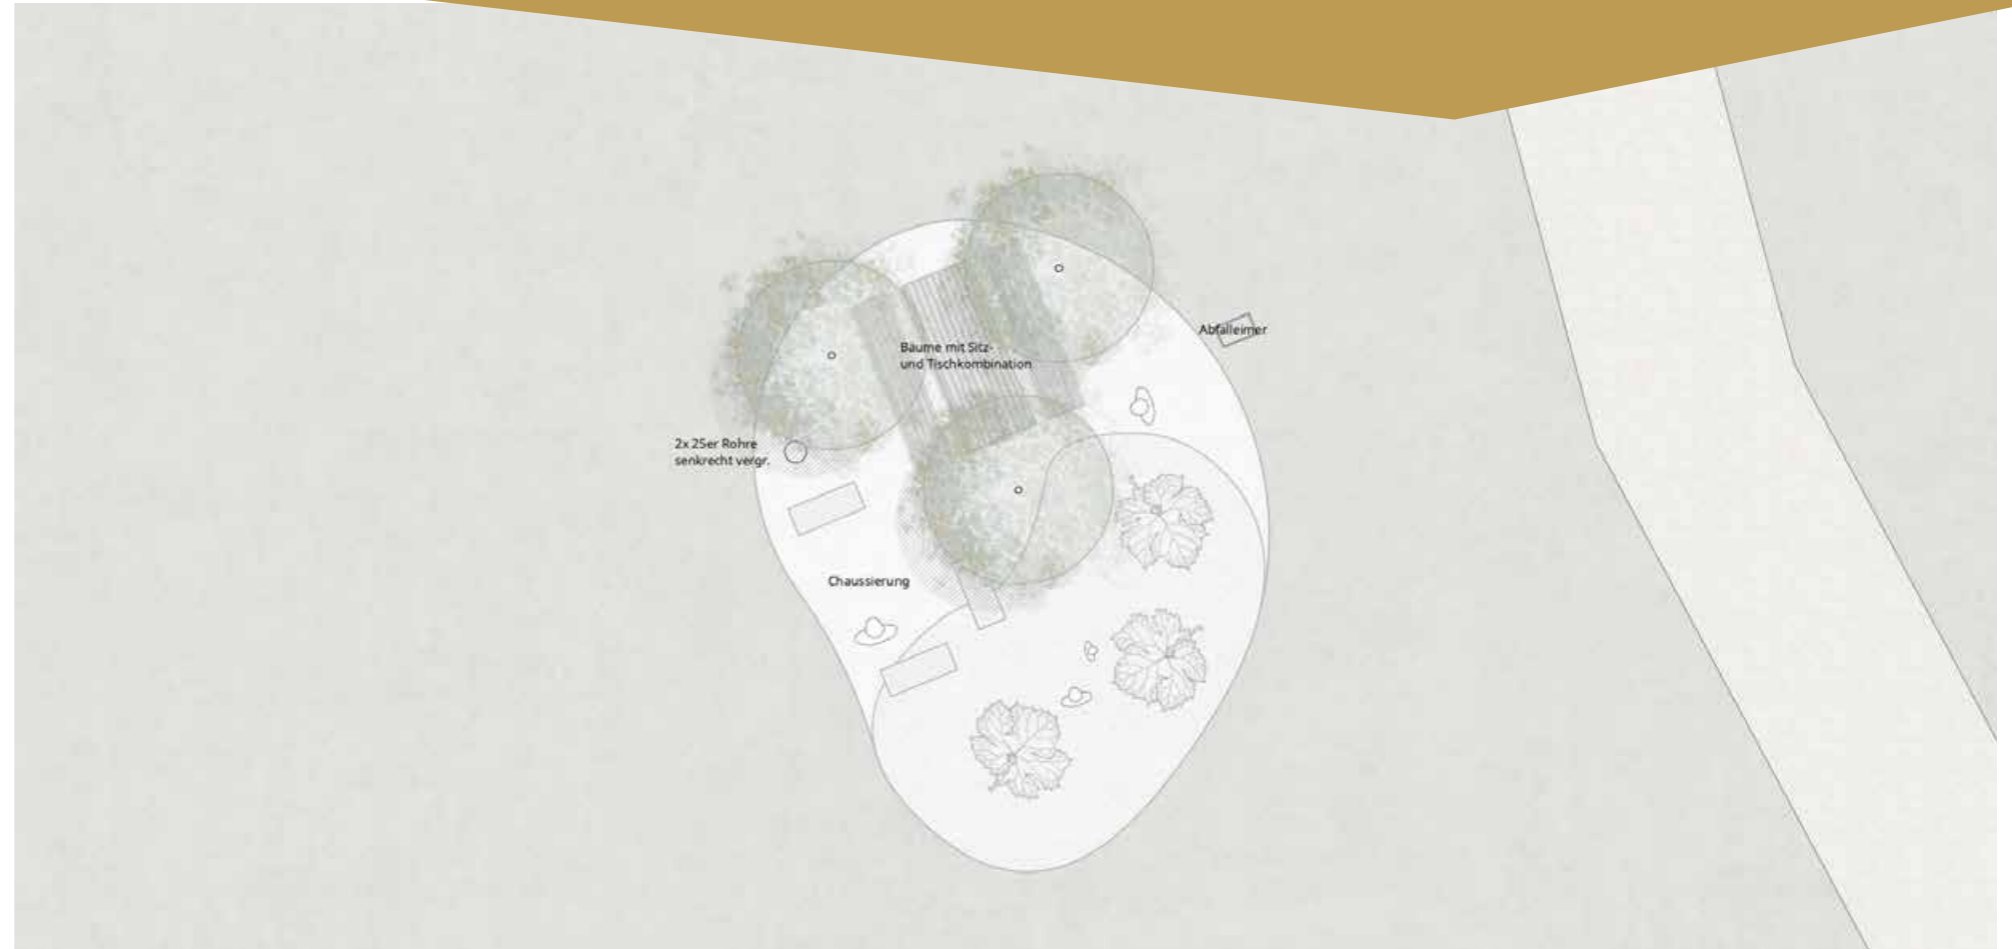 Abfalleimer
Bäume mit Sitz-
und Tischkombination
2x 25er Rohre
senkrecht vergr.
Chaussierung